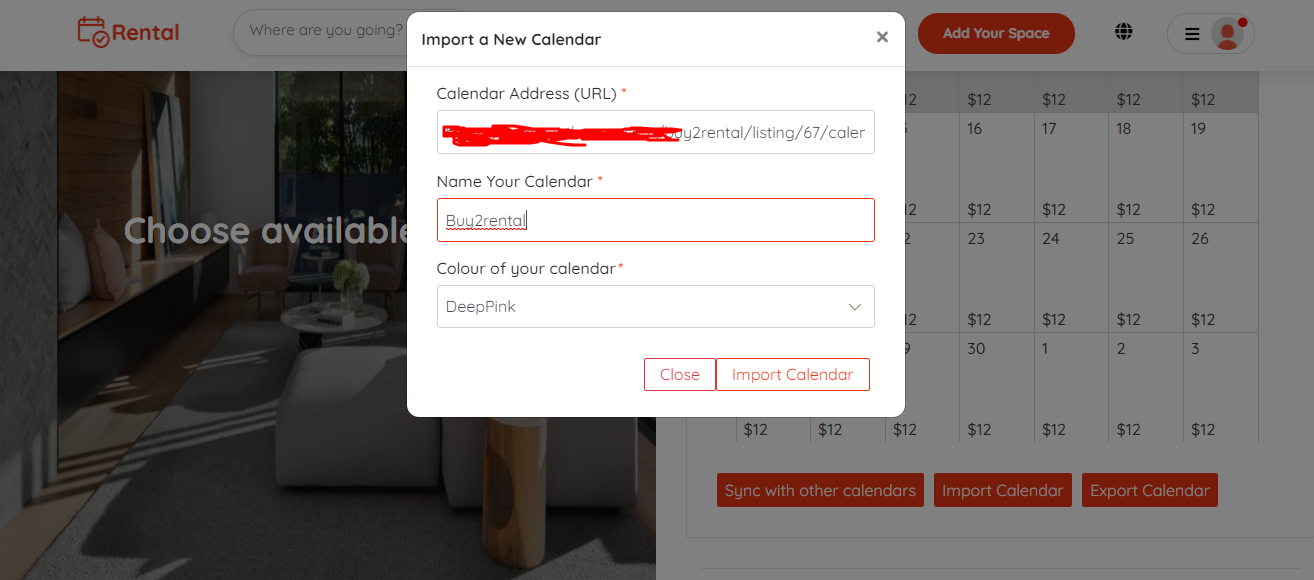 Rental
Where are you going?
Add Your Space
Import a New Calendar
×
Calendar Address (URL) *
buy2rental/listing/67/caler
Name Your Calendar *
Buy2rental
Colour of your calendar*
DeepPink
Close
Import Calendar
Choose available
12 $12 $12 $12 $12
16 17 18 19
12 $12 $12 $12 $12
2 23 24 25 26
12 $12 $12 $12 $12
9 30 1 2 3
$12 $12 $12 $12 $12 $12 $12
Sync with other calendars
Import Calendar
Export Calendar